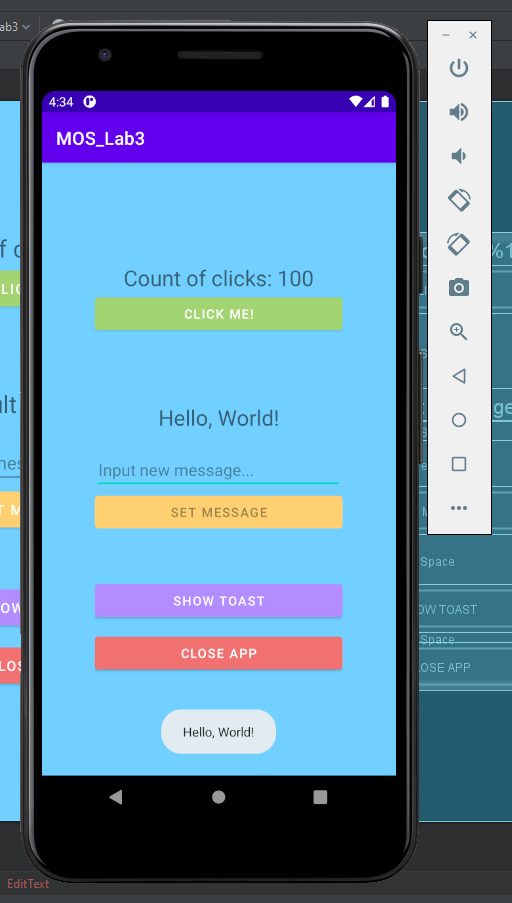 ab3
4:34
MOS_Lab3
Count of clicks: 100
CLICK ME!
Hello, World!
Input new message...
SET MESSAGE
SHOW TOAST
CLOSE APP
Hello, World!
Space
OW TOAST
Space
LOSE APP
EditText